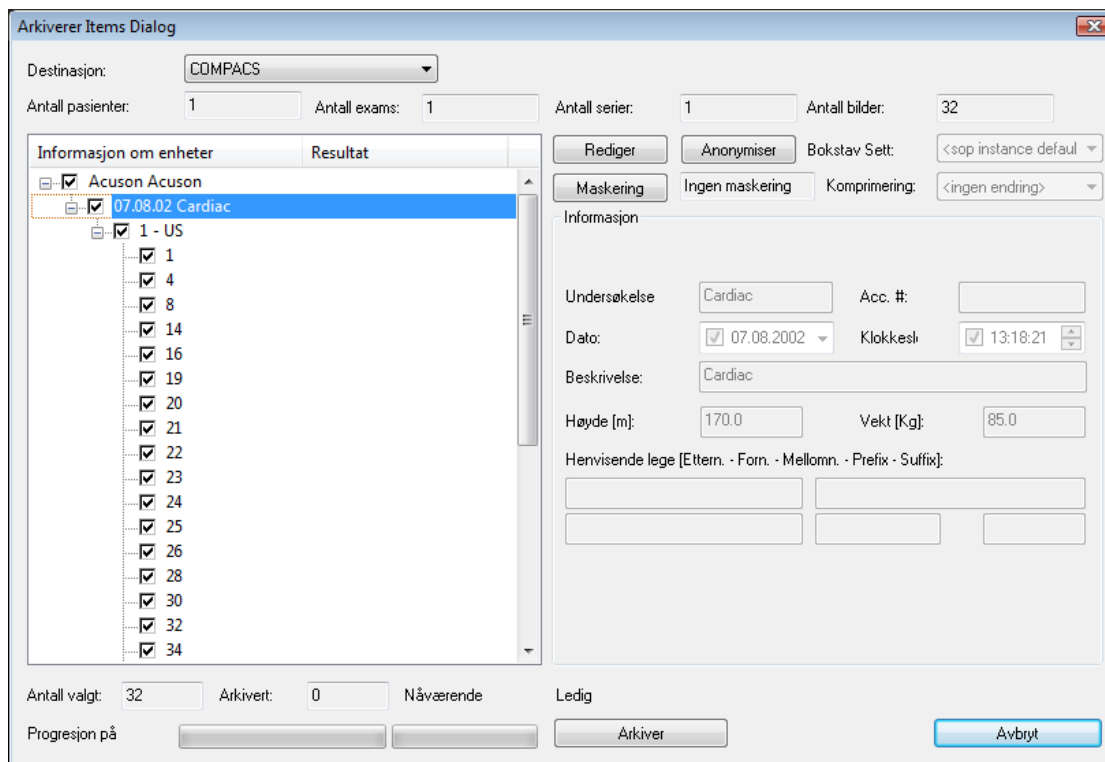 Arkiverer Items Dialog
Destinasjon: COMPACS
Antall pasienter: 1 Antall exams: 1 Antall serier: 1 Antall bilder: 32
Informasjon om enheter Resultat
Acuson Acuson
07.08.02 Cardiac
1 - US
1
4
8
14
16
19
20
21
22
23
24
25
26
28
30
32
34
Rediger Anonymiser Bokstav Sett: <sop instance defaul
Maskering Ingen maskering Komprimering: <ingen endring>
Informasjon
Undersøkelse Cardiac Acc. #:
Dato: 07.08.2002 Klokkesl 13:18:21
Beskrivelse: Cardiac
Høyde [m]: 170.0 Vekt [Kg]: 85.0
Henvisende lege [Ettern. - Forn. - Mellomn. - Prefix - Suffix]:
Antall valgt: 32 Arkivert: 0 Nåværende Ledig
Progresjon på Arkiver Avbryt